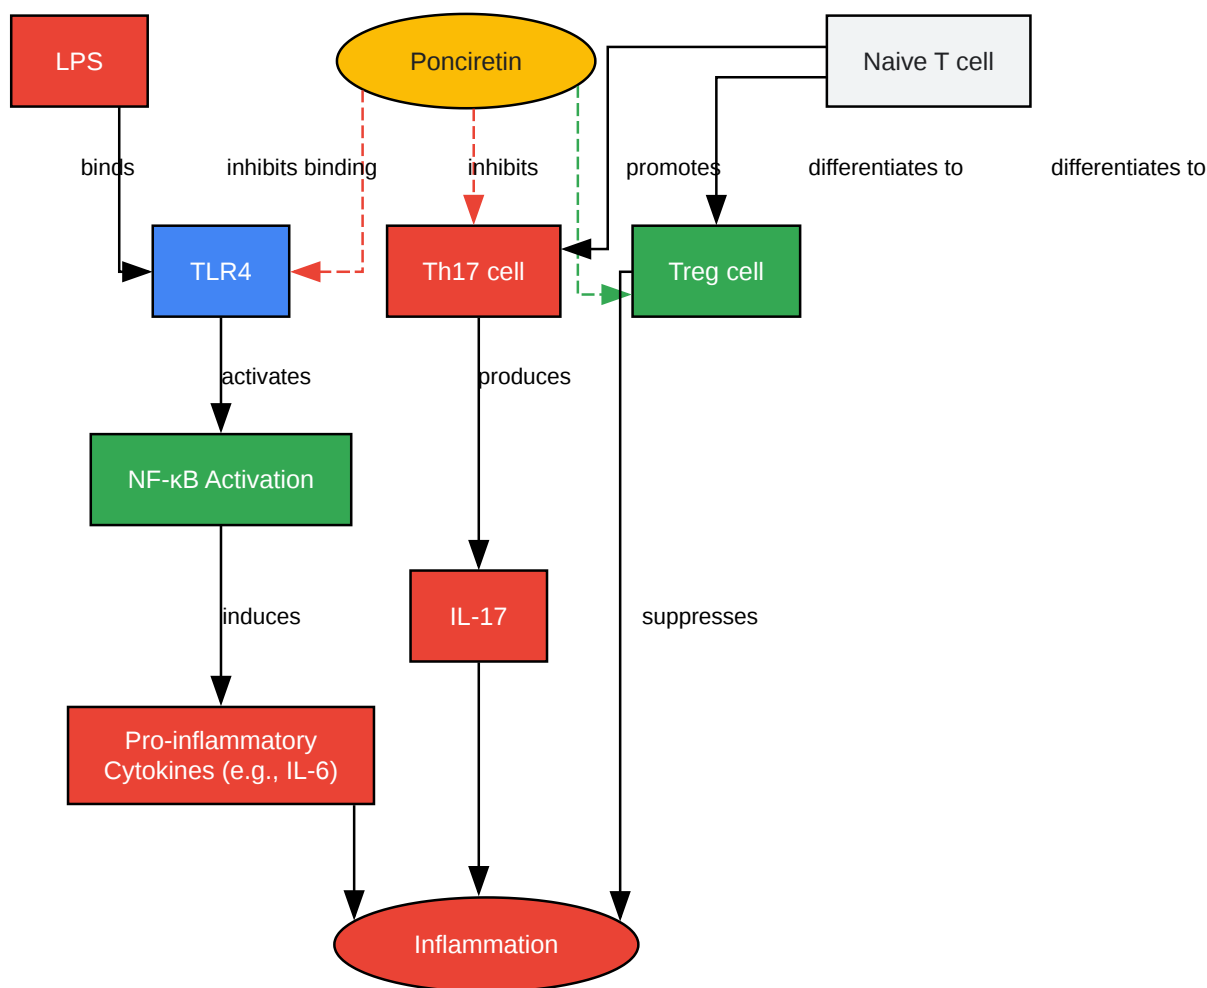 LPS
Ponciretin
Naive T cell
binds
inhibits binding
inhibits
promotes
differentiates to
differentiates to
TLR4
Th17 cell
Treg cell
activates
produces
NF-κB Activation
induces
IL-17
suppresses
Pro-inflammatory
Cytokines (e.g., IL-6)
Inflammation